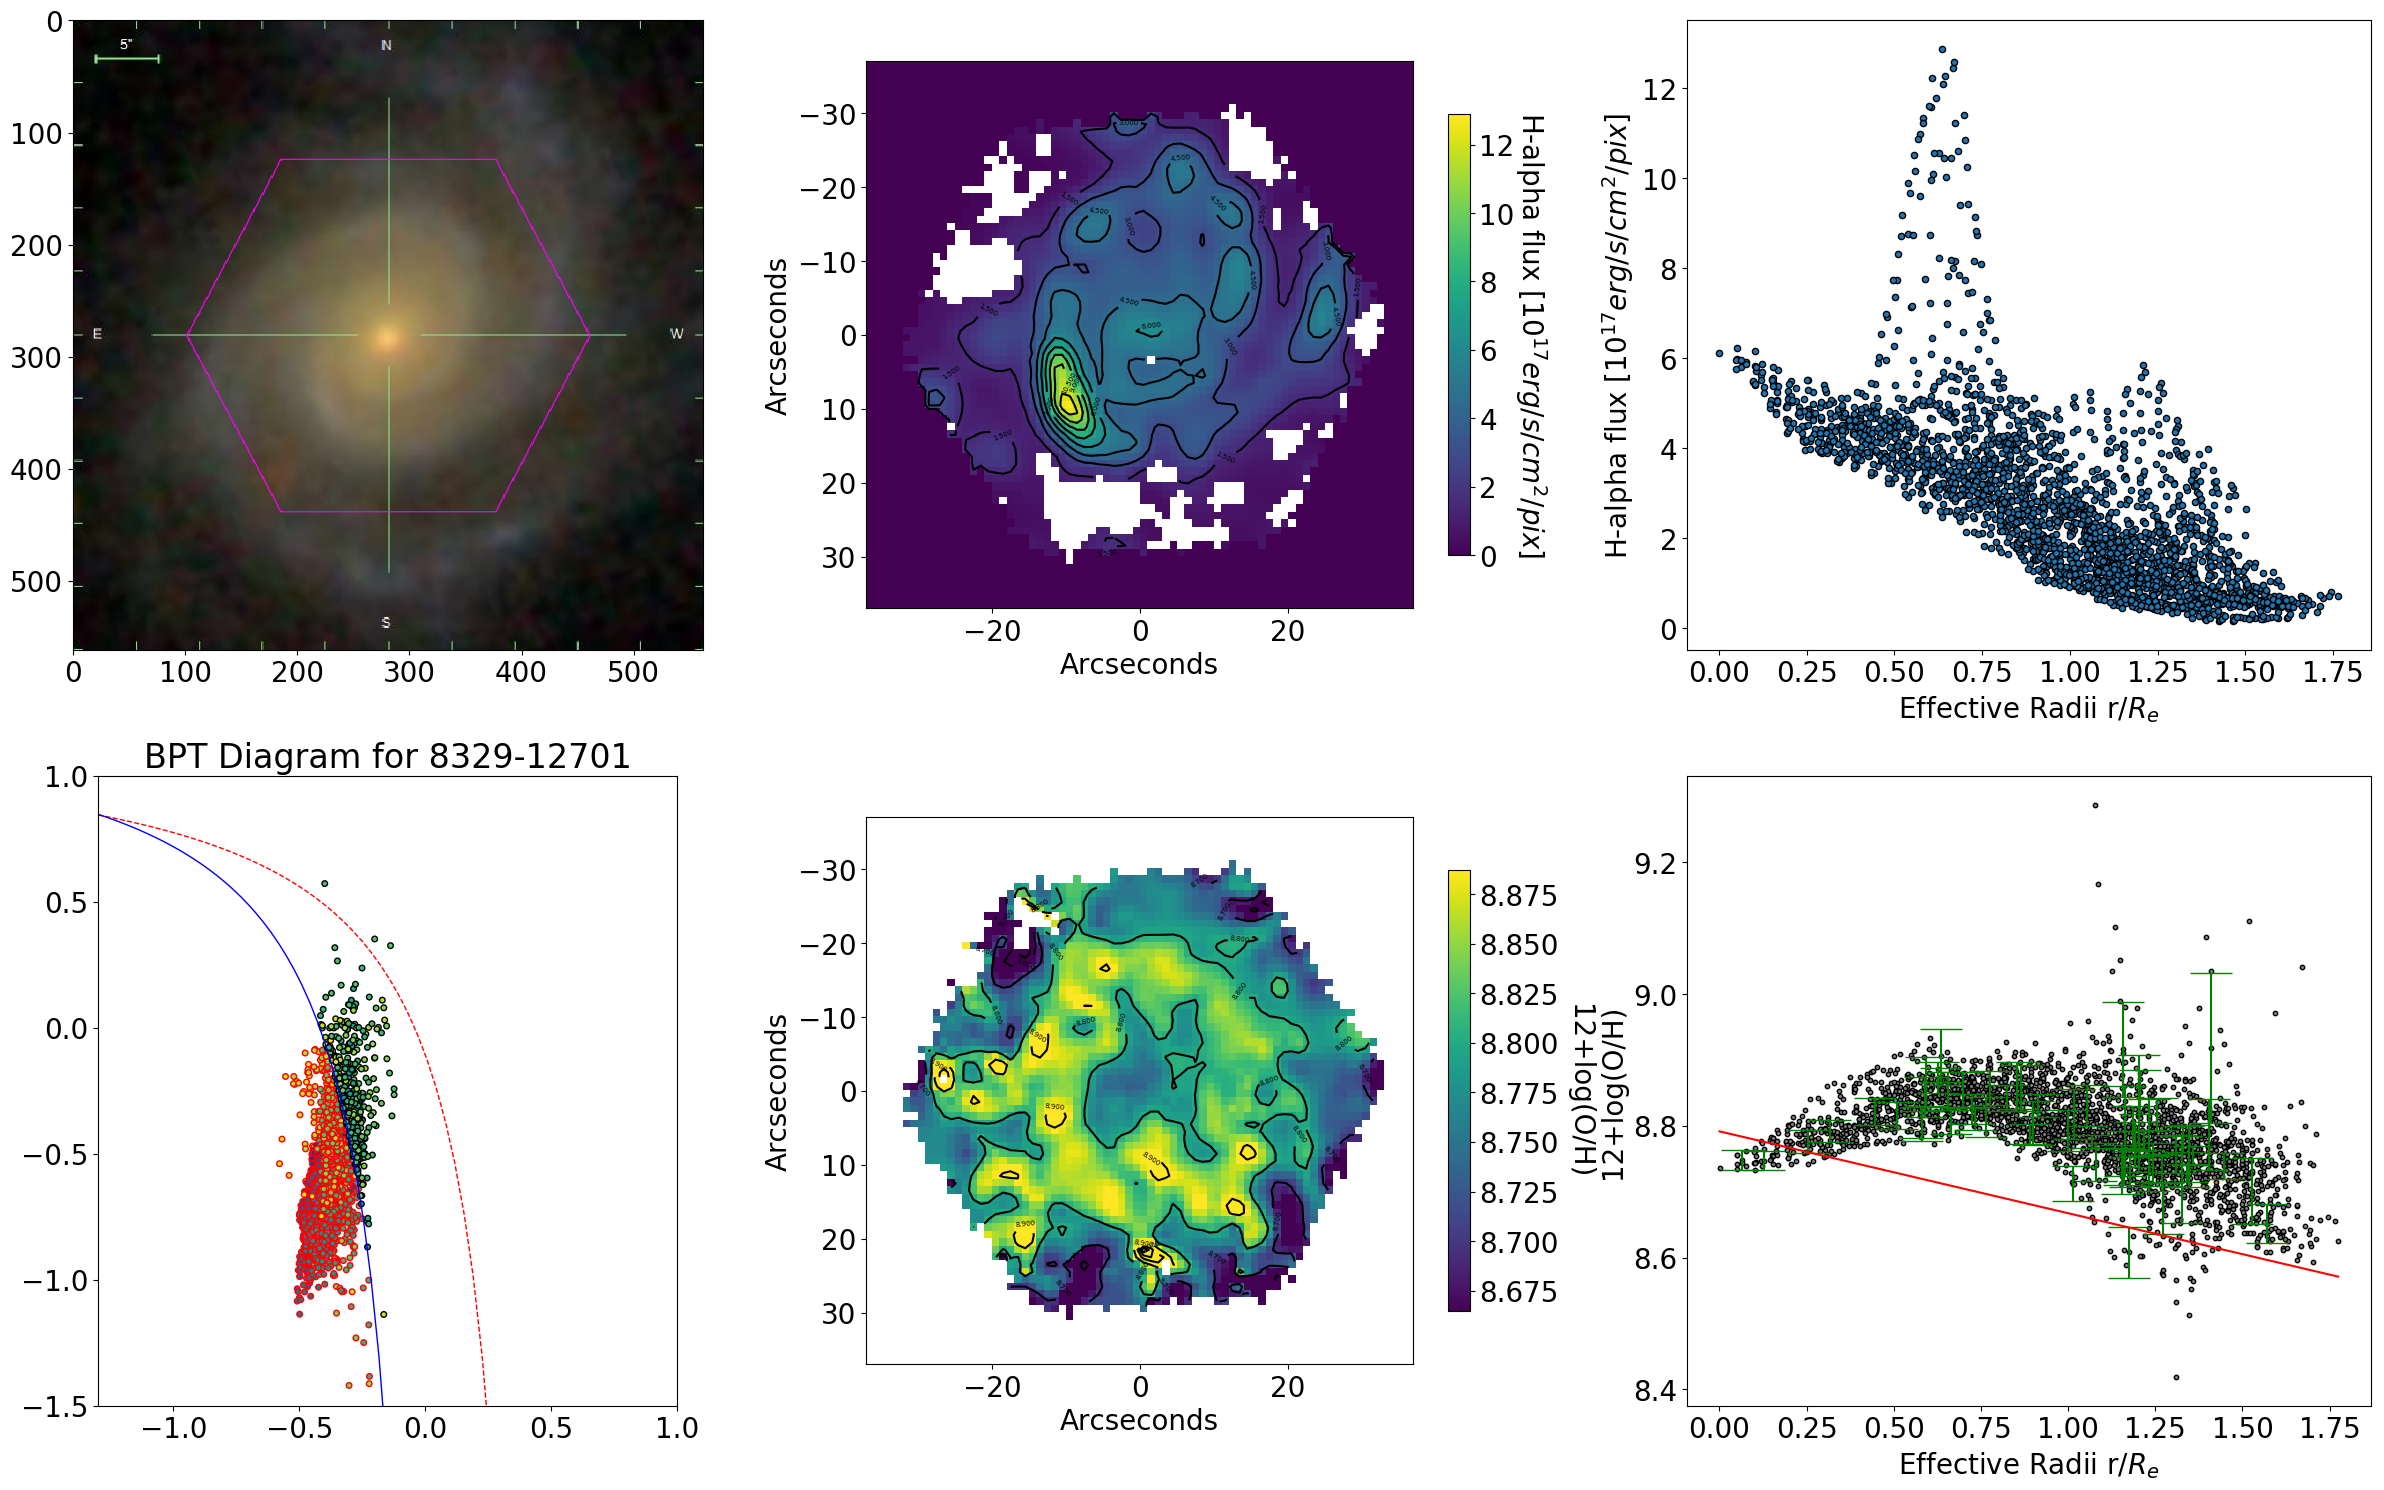 0
100
200
300
400
500
0 100 200 300 400 500
5"
N
E
W
S
−30
−20
−10
0
10
20
30
Arcseconds
−20 0 20
Arcseconds
12
10
8
6
4
2
0
H-alpha flux [10^17 erg/s/cm^2/pix]
H-alpha flux [10^17 erg/s/cm^2/pix]
12
10
8
6
4
2
0
0.00 0.25 0.50 0.75 1.00 1.25 1.50 1.75
Effective Radii r/R_e
BPT Diagram for 8329-12701
1.0
0.5
0.0
−0.5
−1.0
−1.5
−1.0 −0.5 0.0 0.5 1.0
−30
−20
−10
0
10
20
30
Arcseconds
−20 0 20
Arcseconds
8.875
8.850
8.825
8.800
8.775
8.750
8.725
8.700
8.675
12+log(O/H)
12+log(O/H)
9.2
9.0
8.8
8.6
8.4
0.00 0.25 0.50 0.75 1.00 1.25 1.50 1.75
Effective Radii r/R_e